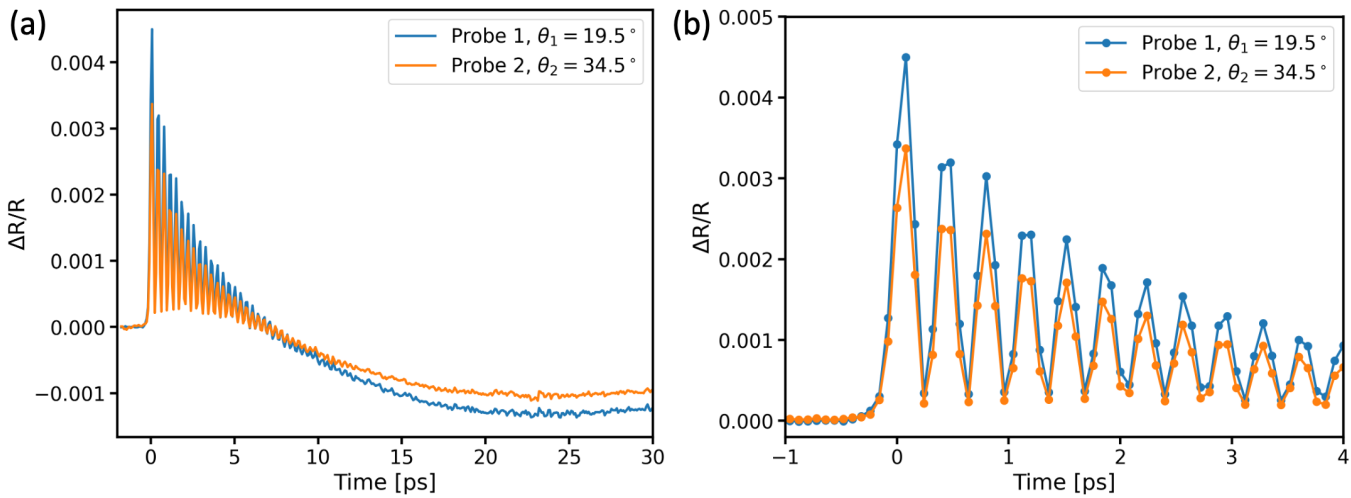 (a)
Probe 1, θ₁ = 19.5°
Probe 2, θ₂ = 34.5°
0.004
0.003
0.002
0.001
0.000
−0.001
ΔR/R
0
5
10
15
20
25
30
Time [ps]
(b)
Probe 1, θ₁ = 19.5°
Probe 2, θ₂ = 34.5°
0.005
0.004
0.003
0.002
0.001
0.000
ΔR/R
−1
0
1
2
3
4
Time [ps]